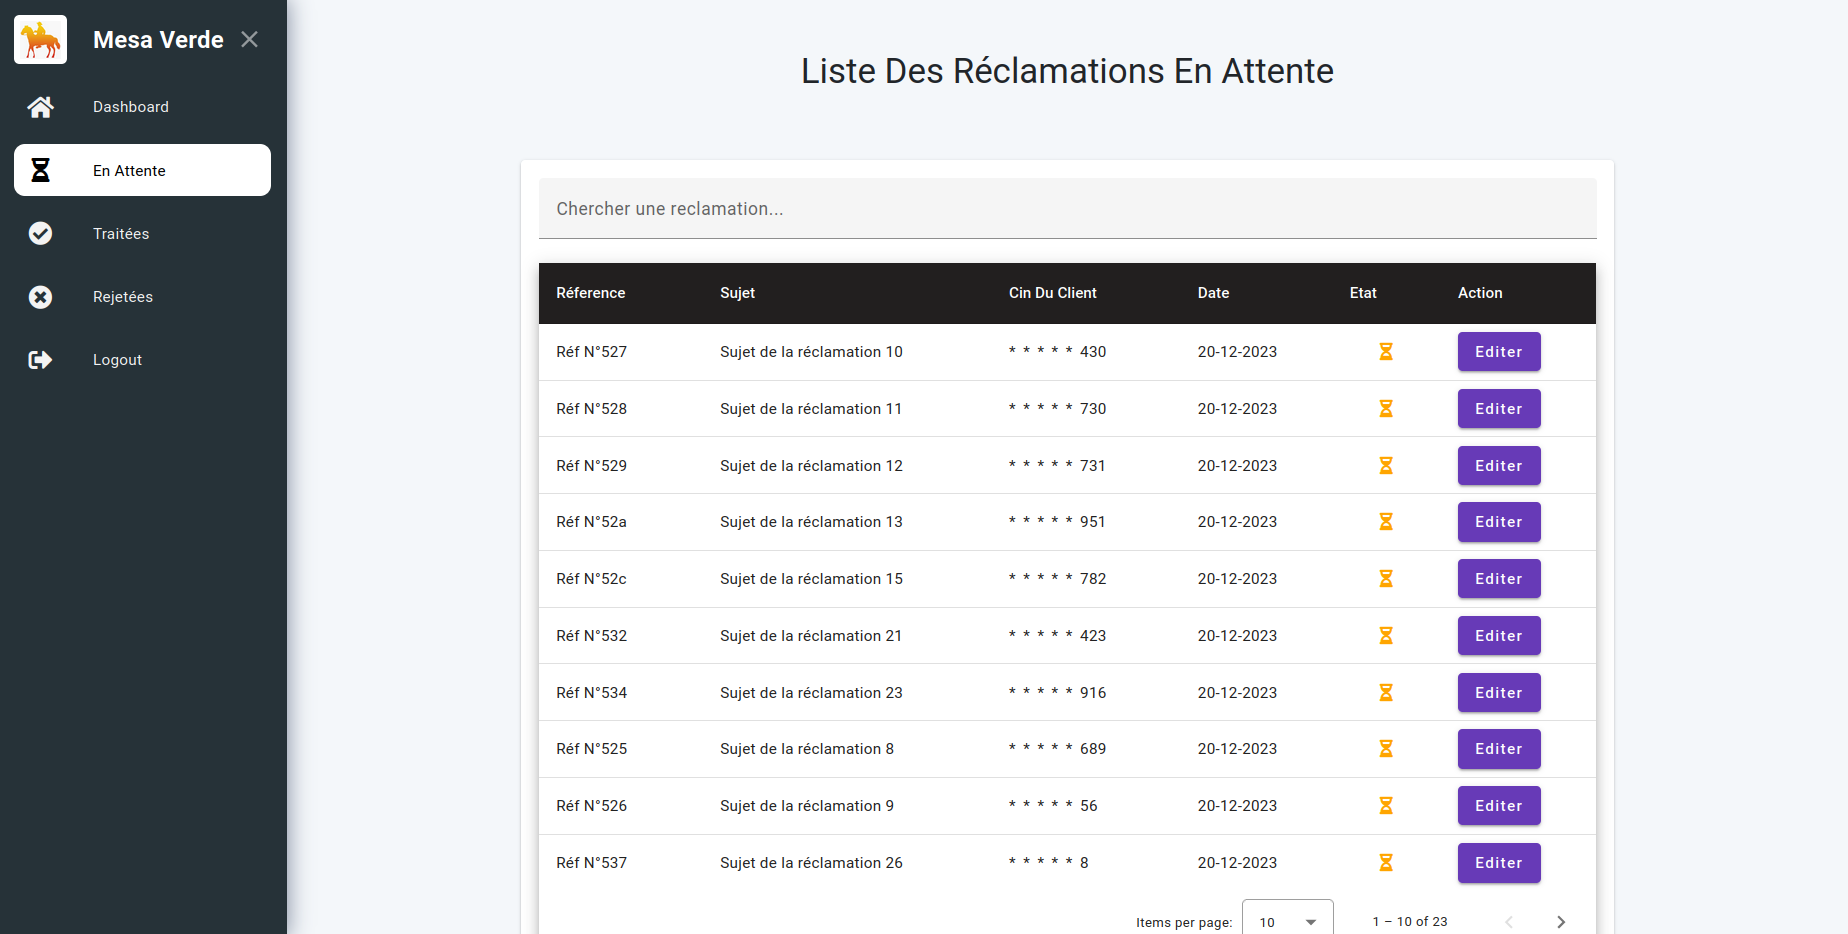 Mesa Verde
Dashboard
En Attente
Traitées
Rejetées
Logout
Liste Des Réclamations En Attente
Chercher une reclamation...
Réference Sujet Cin Du Client Date Etat Action
Réf N°527 Sujet de la réclamation 10 * * * * * 430 20-12-2023 Editer
Réf N°528 Sujet de la réclamation 11 * * * * * 730 20-12-2023 Editer
Réf N°529 Sujet de la réclamation 12 * * * * * 731 20-12-2023 Editer
Réf N°52a Sujet de la réclamation 13 * * * * * 951 20-12-2023 Editer
Réf N°52c Sujet de la réclamation 15 * * * * * 782 20-12-2023 Editer
Réf N°532 Sujet de la réclamation 21 * * * * * 423 20-12-2023 Editer
Réf N°534 Sujet de la réclamation 23 * * * * * 916 20-12-2023 Editer
Réf N°525 Sujet de la réclamation 8 * * * * * 689 20-12-2023 Editer
Réf N°526 Sujet de la réclamation 9 * * * * * 56 20-12-2023 Editer
Réf N°537 Sujet de la réclamation 26 * * * * * 8 20-12-2023 Editer
Items per page: 10 1 – 10 of 23